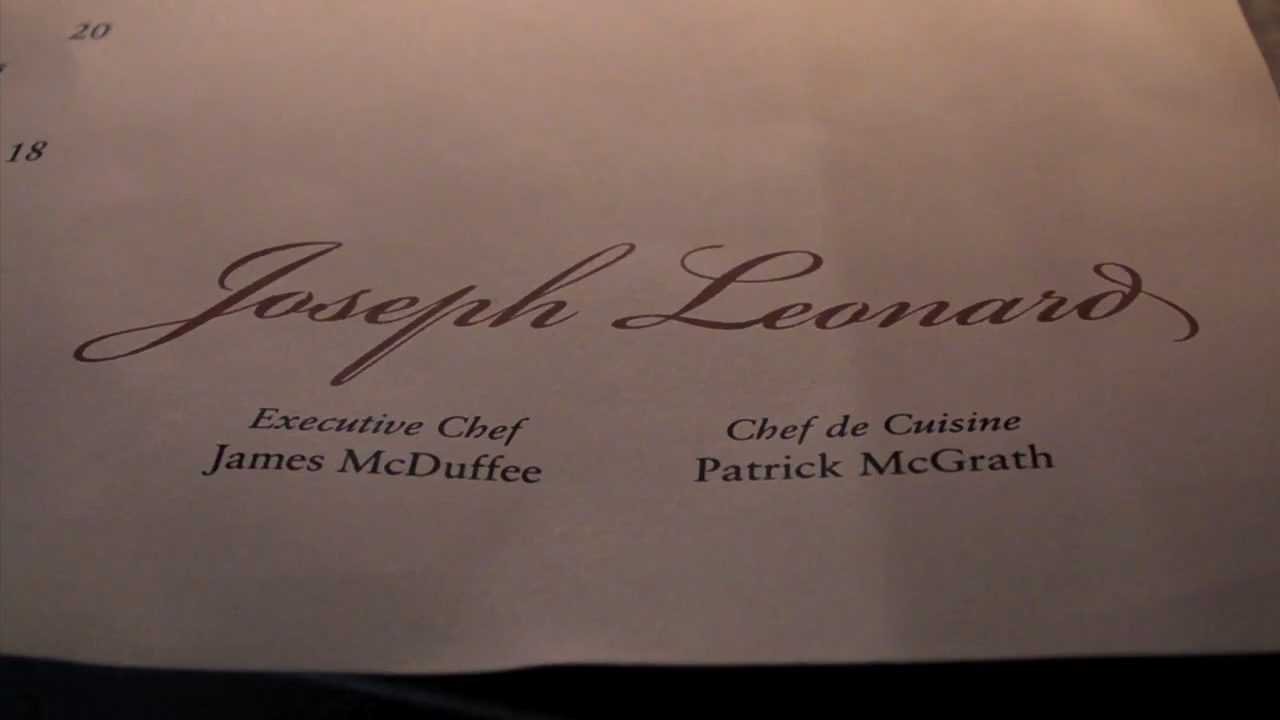 20
18
Joseph Leonard
Executive Chef
James McDuffee
Chef de Cuisine
Patrick McGrath